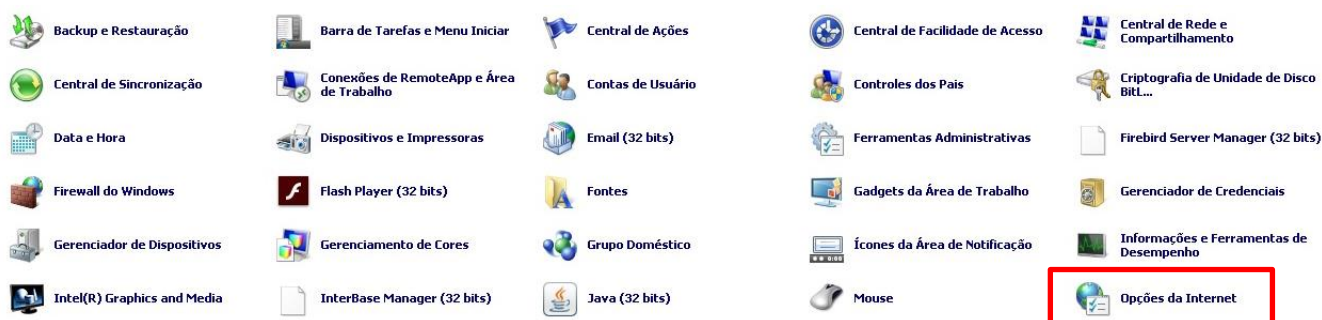 Backup e Restauração
Barra de Tarefas e Menu Iniciar
Central de Ações
Central de Facilidade de Acesso
Central de Rede e
Compartilhamento
Central de Sincronização
Conexões de RemoteApp e Área
de Trabalho
Contas de Usuário
Controles dos Pais
Criptografia de Unidade de Disco
BitL...
Data e Hora
Dispositivos e Impressoras
Email (32 bits)
Ferramentas Administrativas
Firebird Server Manager (32 bits)
Firewall do Windows
Flash Player (32 bits)
Fontes
Gadgets da Área de Trabalho
Gerenciador de Credenciais
Gerenciador de Dispositivos
Gerenciamento de Cores
Grupo Doméstico
Ícones da Área de Notificação
Informações e Ferramentas de
Desempenho
Intel(R) Graphics and Media
InterBase Manager (32 bits)
Java (32 bits)
Mouse
Opções da Internet